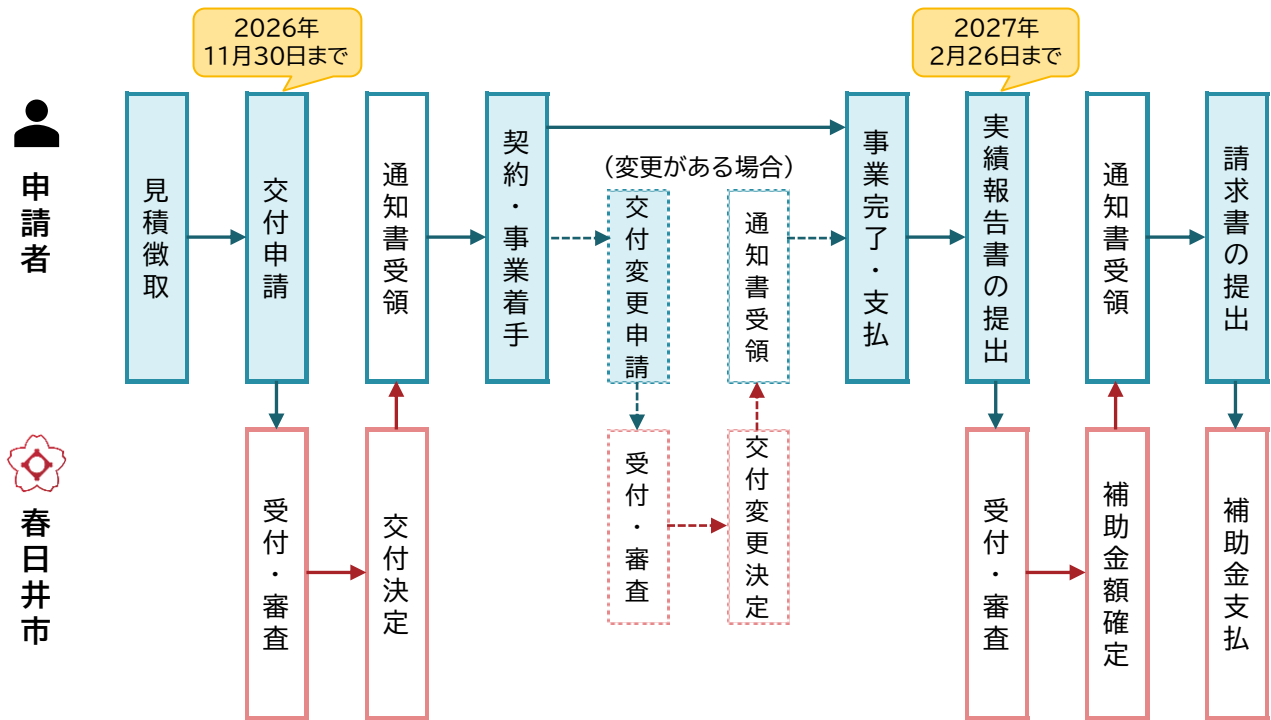 2026年
11月30日まで
2027年
2月26日まで
申請者
見積徴取
交付申請
通知書受領
契約・事業着手
（変更がある場合）
交付変更申請
通知書受領
事業完了・支払
実績報告書の提出
通知書受領
請求書の提出
春日井市
受付・審査
交付決定
受付・審査
交付変更決定
受付・審査
補助金額確定
補助金支払